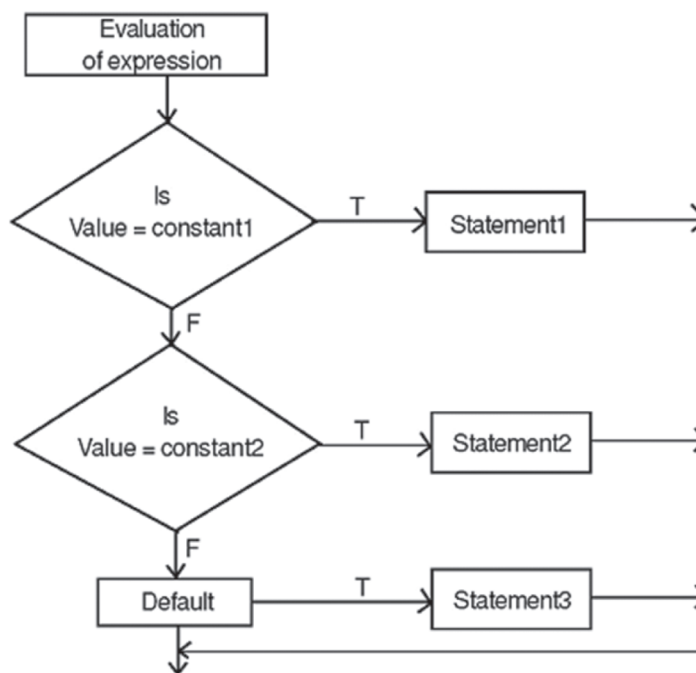 Evaluation
of expression
Is
Value = constant1
T
Statement1
F
Is
Value = constant2
T
Statement2
F
Default
T
Statement3